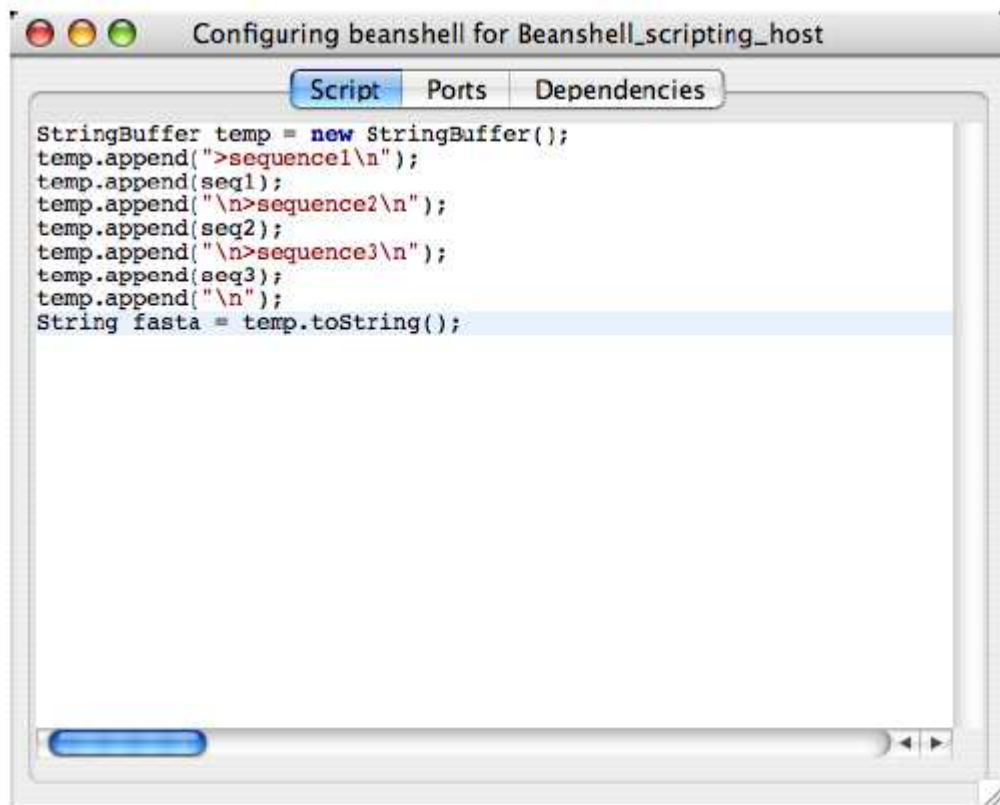 Configuring beanshell for Beanshell_scripting_host
Script Ports Dependencies
StringBuffer temp = new StringBuffer();
temp.append(">sequence1\n");
temp.append(seq1);
temp.append("\n>sequence2\n");
temp.append(seq2);
temp.append("\n>sequence3\n");
temp.append(seq3);
temp.append("\n");
String fasta = temp.toString();